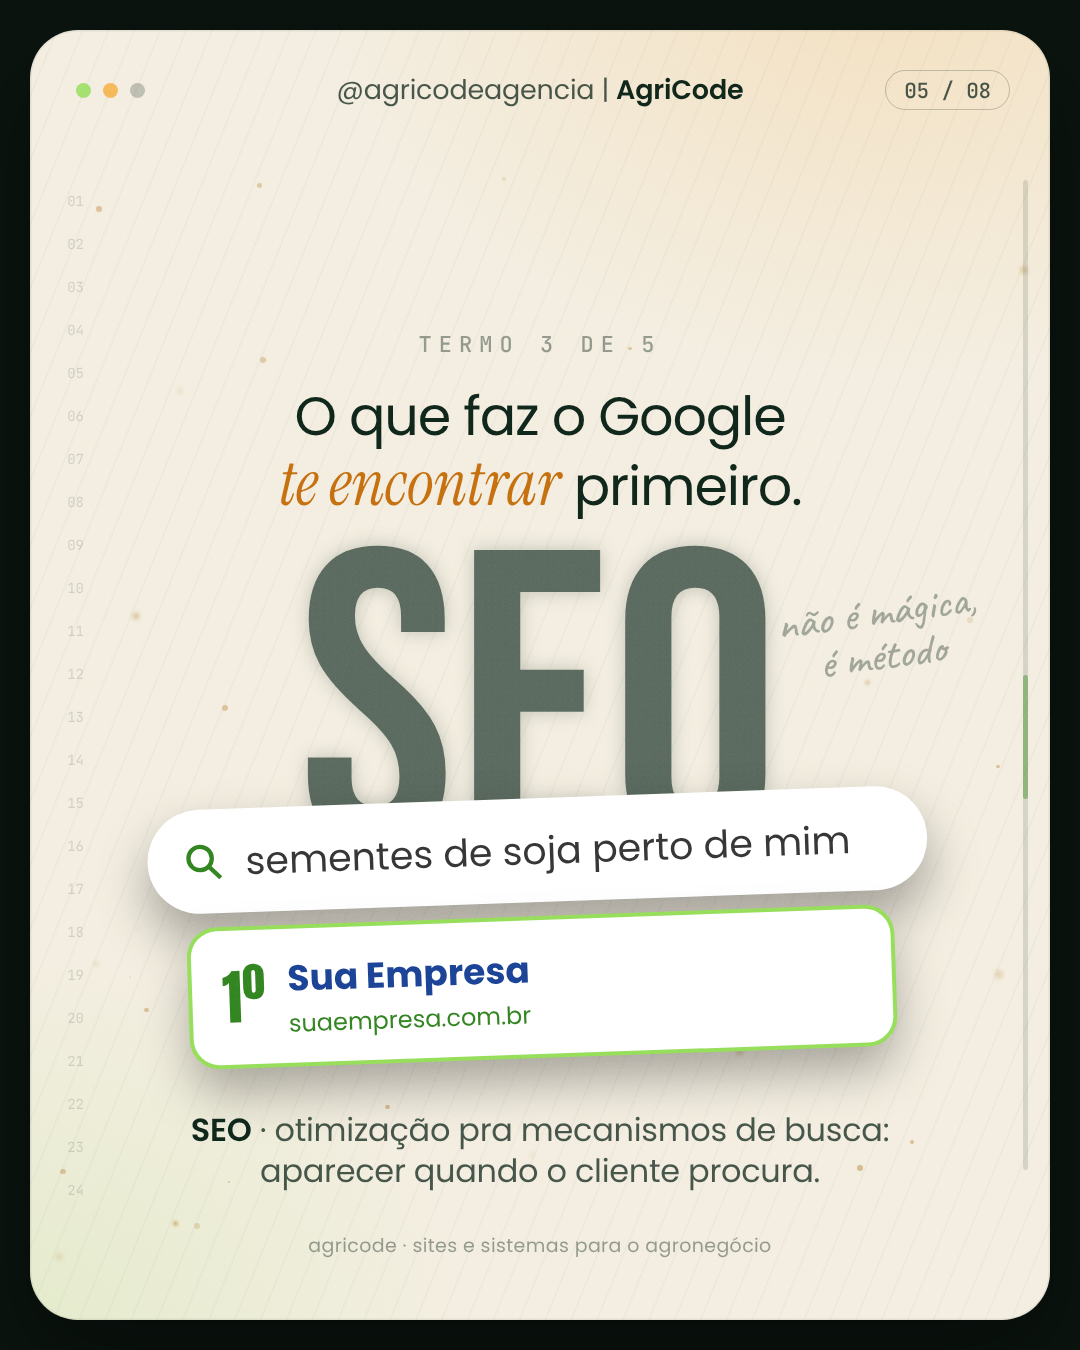 @agricodeagencia | AgriCode
05 / 08
01
02
03
04
05
06
07
08
09
10
11
12
13
14
15
16
17
18
19
20
21
22
23
24
TERMO 3 DE 5
O que faz o Google
te encontrar primeiro.
SEO
não é mágica,
é método
sementes de soja perto de mim
1º
Sua Empresa
suaempresa.com.br
SEO · otimização pra mecanismos de busca:
aparecer quando o cliente procura.
agricode · sites e sistemas para o agronegócio